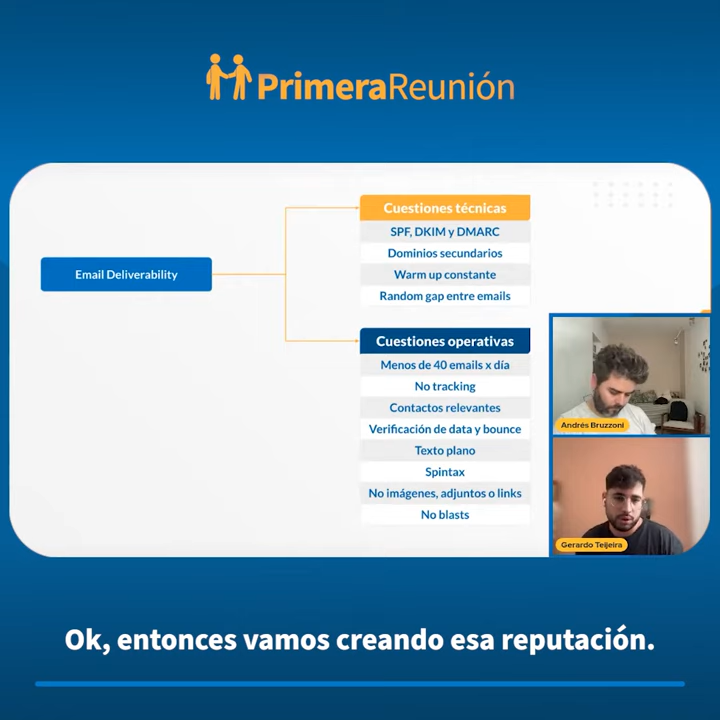 PrimeraReunión
Email Deliverability
Cuestiones técnicas
SPF, DKIM y DMARC
Dominios secundarios
Warm up constante
Random gap entre emails
Cuestiones operativas
Menos de 40 emails x día
No tracking
Contactos relevantes
Verificación de data y bounce
Texto plano
Spintax
No imágenes, adjuntos o links
No blasts
Andrés Bruzzoni
Gerardo Teijeira
Ok, entonces vamos creando esa reputación.